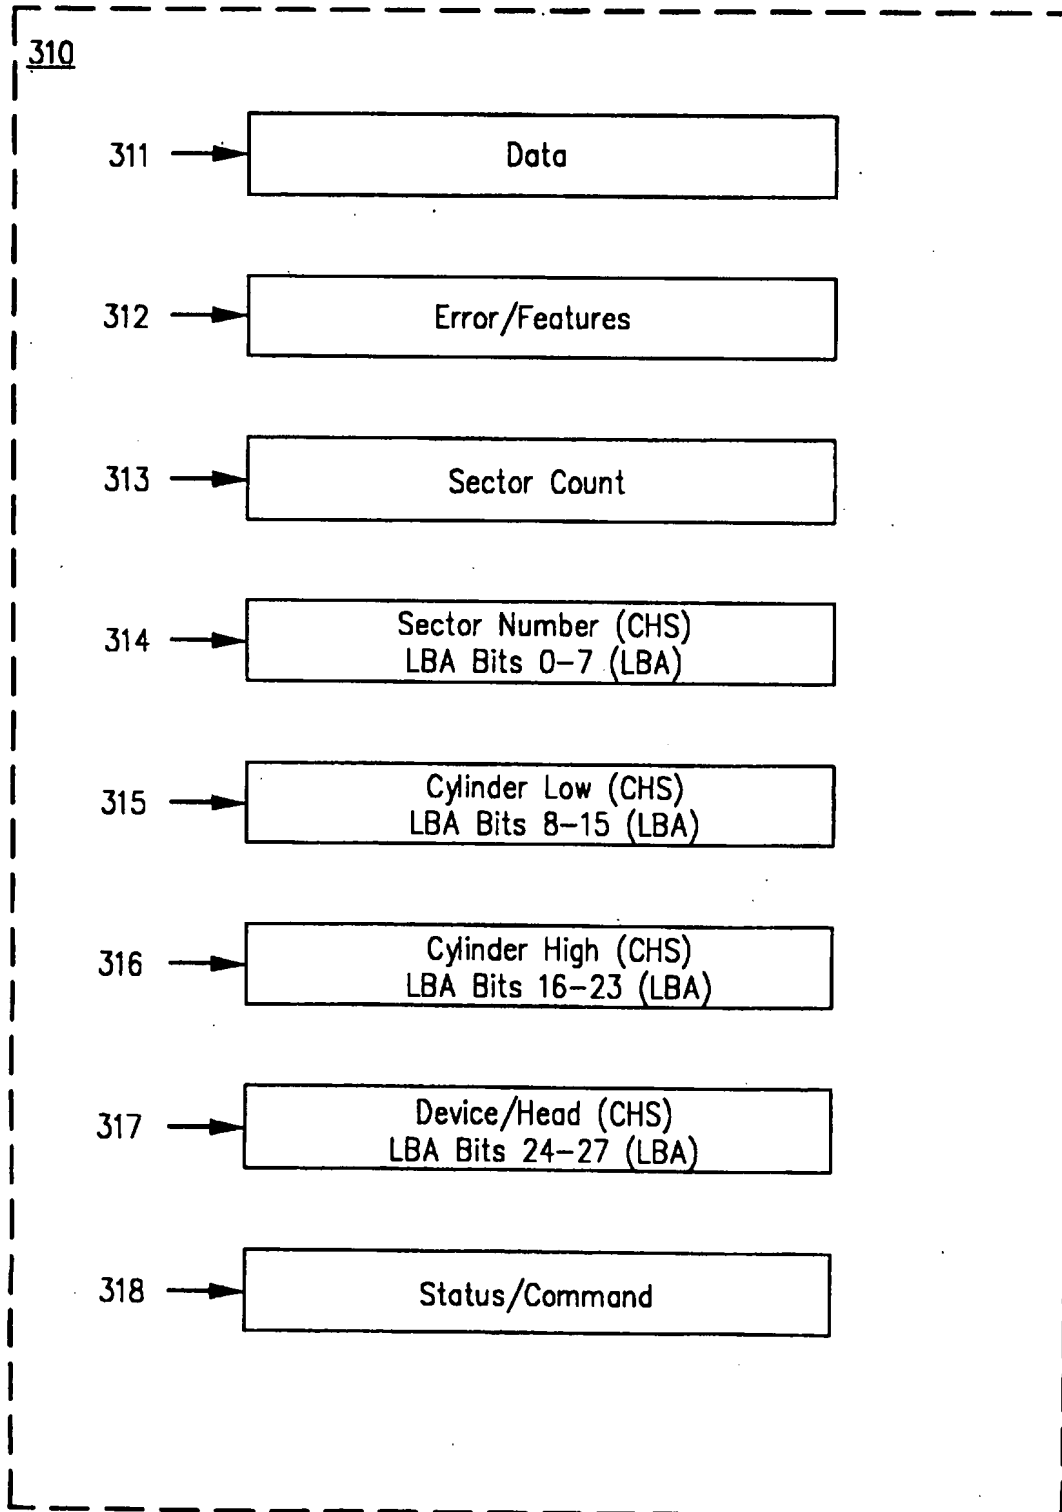 310
311 Data
312 Error/Features
313 Sector Count
314 Sector Number (CHS)
LBA Bits 0-7 (LBA)
315 Cylinder Low (CHS)
LBA Bits 8-15 (LBA)
316 Cylinder High (CHS)
LBA Bits 16-23 (LBA)
317 Device/Head (CHS)
LBA Bits 24-27 (LBA)
318 Status/Command